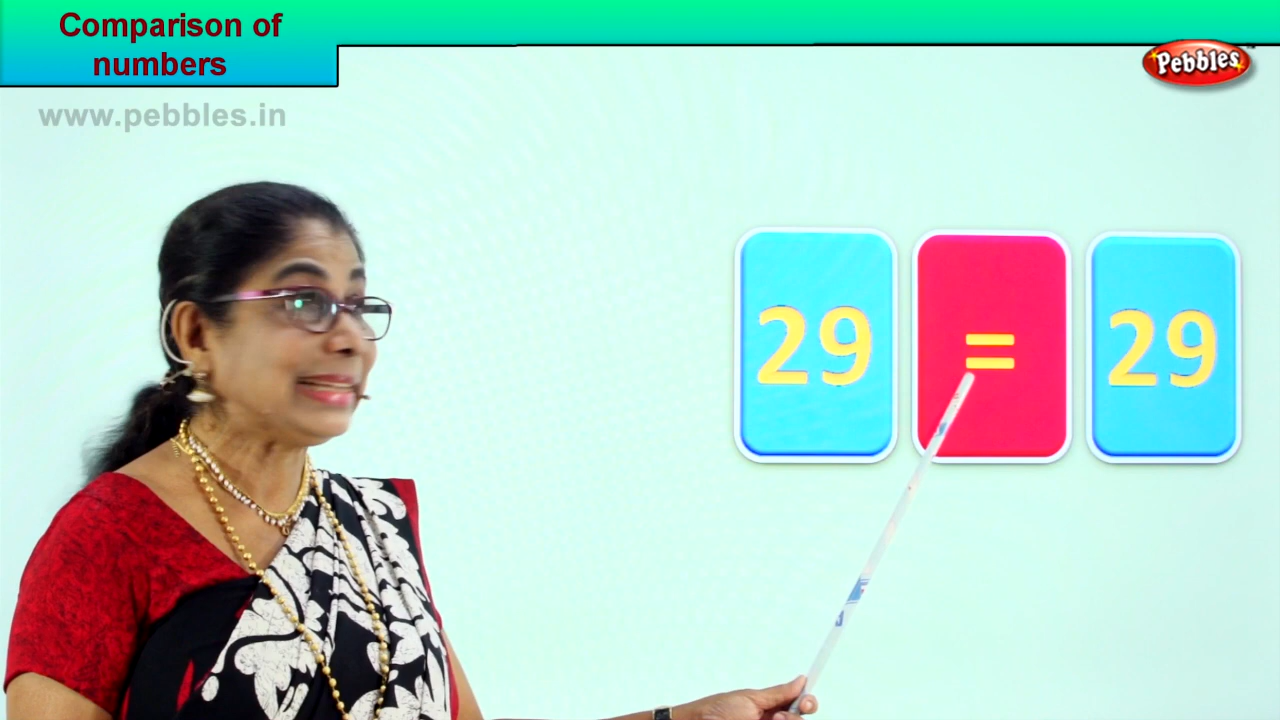 Comparison of
numbers
www.pebbles.in
Pebbles
29 = 29